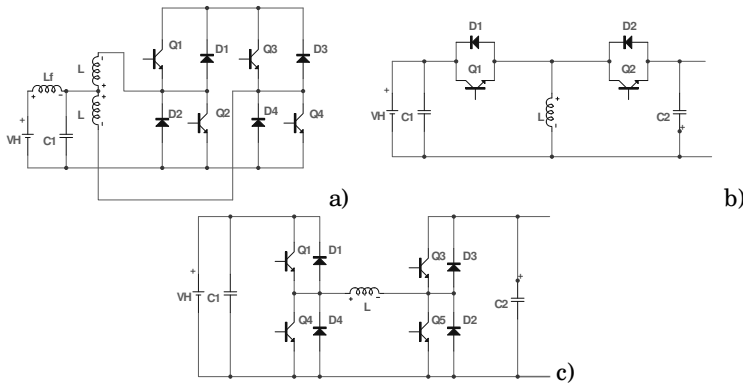 Q1 D1 Q3 D3
L
Lf
L
D2 Q2 D4 Q4
VH C1
a)
D1 D2
Q1 Q2
VH C1 L C2
b)
Q1 D1 Q3 D3
VH C1 L C2
Q4 D4 Q5 D2
c)